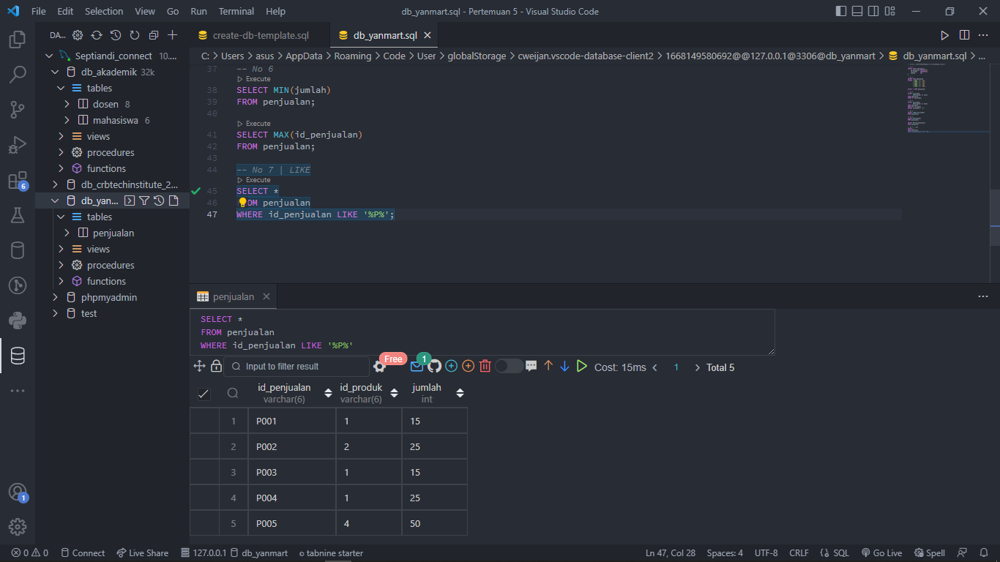 File Edit Selection View Go Run Terminal Help db_yanmart.sql - Pertemuan 5 - Visual Studio Code
DA... create-db-template.sql db_yanmart.sql
Septiandi_connect 10....
C: > Users > asus > AppData > Roaming > Code > User > globalStorage > cweijan.vscode-database-client2 > 1668149580692@@127.0.0.1@3306@db_yanmart > db_yanmart.sql > ...
db_akademik 32k
tables
dosen 8
mahasiswa 6
views
procedures
functions
db_crbtechinstitute_2...
db_yan...
tables
penjualan
views
procedures
functions
phpmyadmin
test
6
1
37 -- No 6
Execute
38 SELECT MIN(jumlah)
39 FROM penjualan;
40
Execute
41 SELECT MAX(id_penjualan)
42 FROM penjualan;
43
44 -- No 7 | LIKE
Execute
45 SELECT *
46 OM penjualan
47 WHERE id_penjualan LIKE '%P%';
penjualan
SELECT *
FROM penjualan
WHERE id_penjualan LIKE '%P%'
Input to filter result Free 1 Cost: 15ms < 1 > Total 5
id_penjualan id_produk jumlah
varchar(6) varchar(6) int
1 P001 1 15
2 P002 2 25
3 P003 1 15
4 P004 1 25
5 P005 4 50
0 0 Connect Live Share 127.0.0.1 db_yanmart tabnine starter Ln 47, Col 28 Spaces: 4 UTF-8 CRLF SQL Go Live Spell